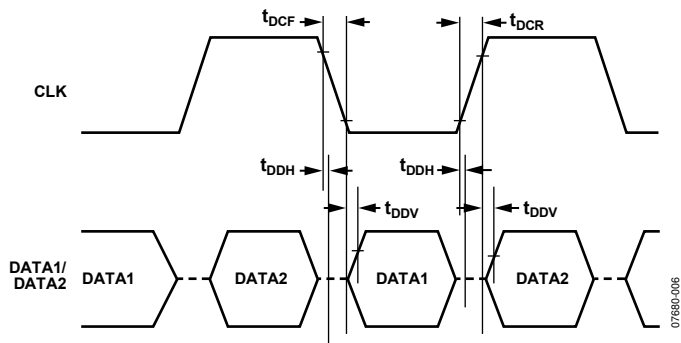 tDCF
tDCR
CLK
tDDH
tDDH
tDDV
tDDV
DATA1/
DATA2
DATA1
DATA2
DATA1
DATA2
07680-006